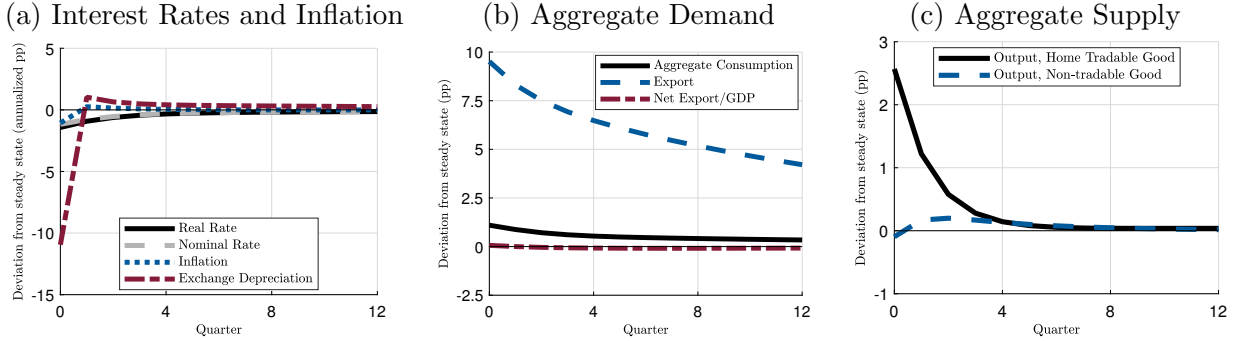 (a) Interest Rates and Inflation
Deviation from steady state (annualized pp)
5
0
-5
-10
-15
Real Rate
Nominal Rate
Inflation
Exchange Depreciation
0
4
8
12
Quarter
(b) Aggregate Demand
Deviation from steady state (pp)
10
7.5
5
2.5
0
-2.5
Aggregate Consumption
Export
Net Export/GDP
0
4
8
12
Quarter
(c) Aggregate Supply
Deviation from steady state (pp)
3
2
1
0
-1
Output, Home Tradable Good
Output, Non-tradable Good
0
4
8
12
Quarter